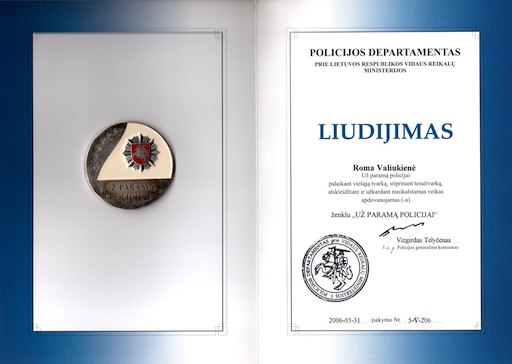 UŽ PARAMĄ
POLICIJAI
POLICIJOS DEPARTAMENTAS
PRIE LIETUVOS RESPUBLIKOS VIDAUS REIKALŲ
MINISTERIJOS
LIUDIJIMAS
Roma Valiukienė
Už paramą policijai
palaikant viešąją tvarką, stiprinant teisėtvarką,
atskleidžiant ir užkardant nusikalstamas veikas
apdovanojamas (-a)
ženklu „UŽ PARAMĄ POLICIJAI"
Vizgirdas Telyčėnas
Policijos generalinis komisaras
2006-03-31 įsakymo Nr. 5-V-206